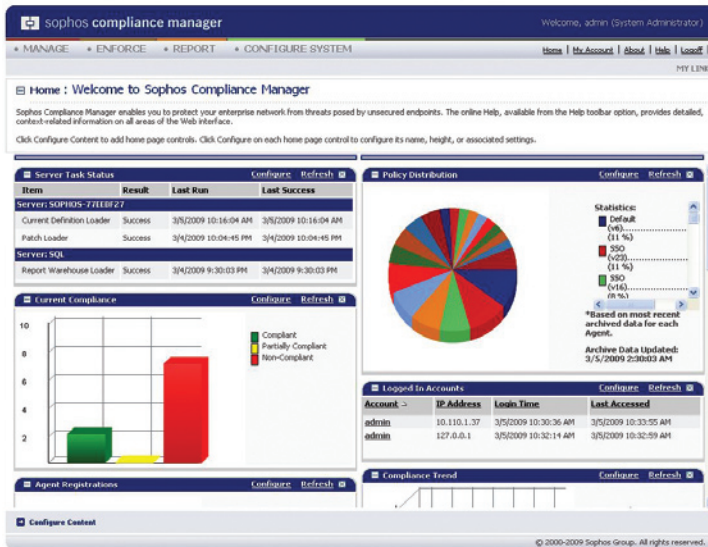 sophos compliance manager
Welcome, admin (System Administrator)
• MANAGE • ENFORCE • REPORT • CONFIGURE SYSTEM
Home | My Account | About | Help | Logoff
MY LINK
Home : Welcome to Sophos Compliance Manager
Sophos Compliance Manager enables you to protect your enterprise network from threats posed by unsecured endpoints. The online Help, available from the Help toolbar option, provides detailed,
context-related information on all areas of the Web interface.
Click Configure Content to add home page controls. Click Configure on each home page control to configure its name, height, or associated settings.
Server Task Status Configure Refresh
Item Result Last Run Last Success
Server: SOPHOS-77EEBF27
Current Definition Loader Success 3/5/2009 10:16:04 AM 3/5/2009 10:16:04 AM
Patch Loader Success 3/4/2009 10:04:45 PM 3/4/2009 10:04:45 PM
Server: SQL
Report Warehouse Loader Success 3/4/2009 9:30:03 PM 3/4/2009 9:30:03 PM
Current Compliance Configure Refresh
10
8
6
4
2
Compliant
Partially Compliant
Non-Compliant
Agent Registrations Configure Refresh
Policy Distribution Configure Refresh
Statistics:
Default
(v6)....................
(11 %)
SSO
(v23)..................
(11 %)
SSO
(v16)..................
(8 %)
*Based on most recent
archived data for each
Agent.
Archive Data Updated:
3/5/2009 2:30:03 AM
Logged In Accounts Configure Refresh
Account IP Address Login Time Last Accessed
admin 10.110.1.37 3/5/2009 10:30:36 AM 3/5/2009 10:33:55 AM
admin 127.0.0.1 3/5/2009 10:32:14 AM 3/5/2009 10:32:59 AM
Compliance Trend Configure Refresh
Configure Content
© 2000-2009 Sophos Group. All rights reserved.